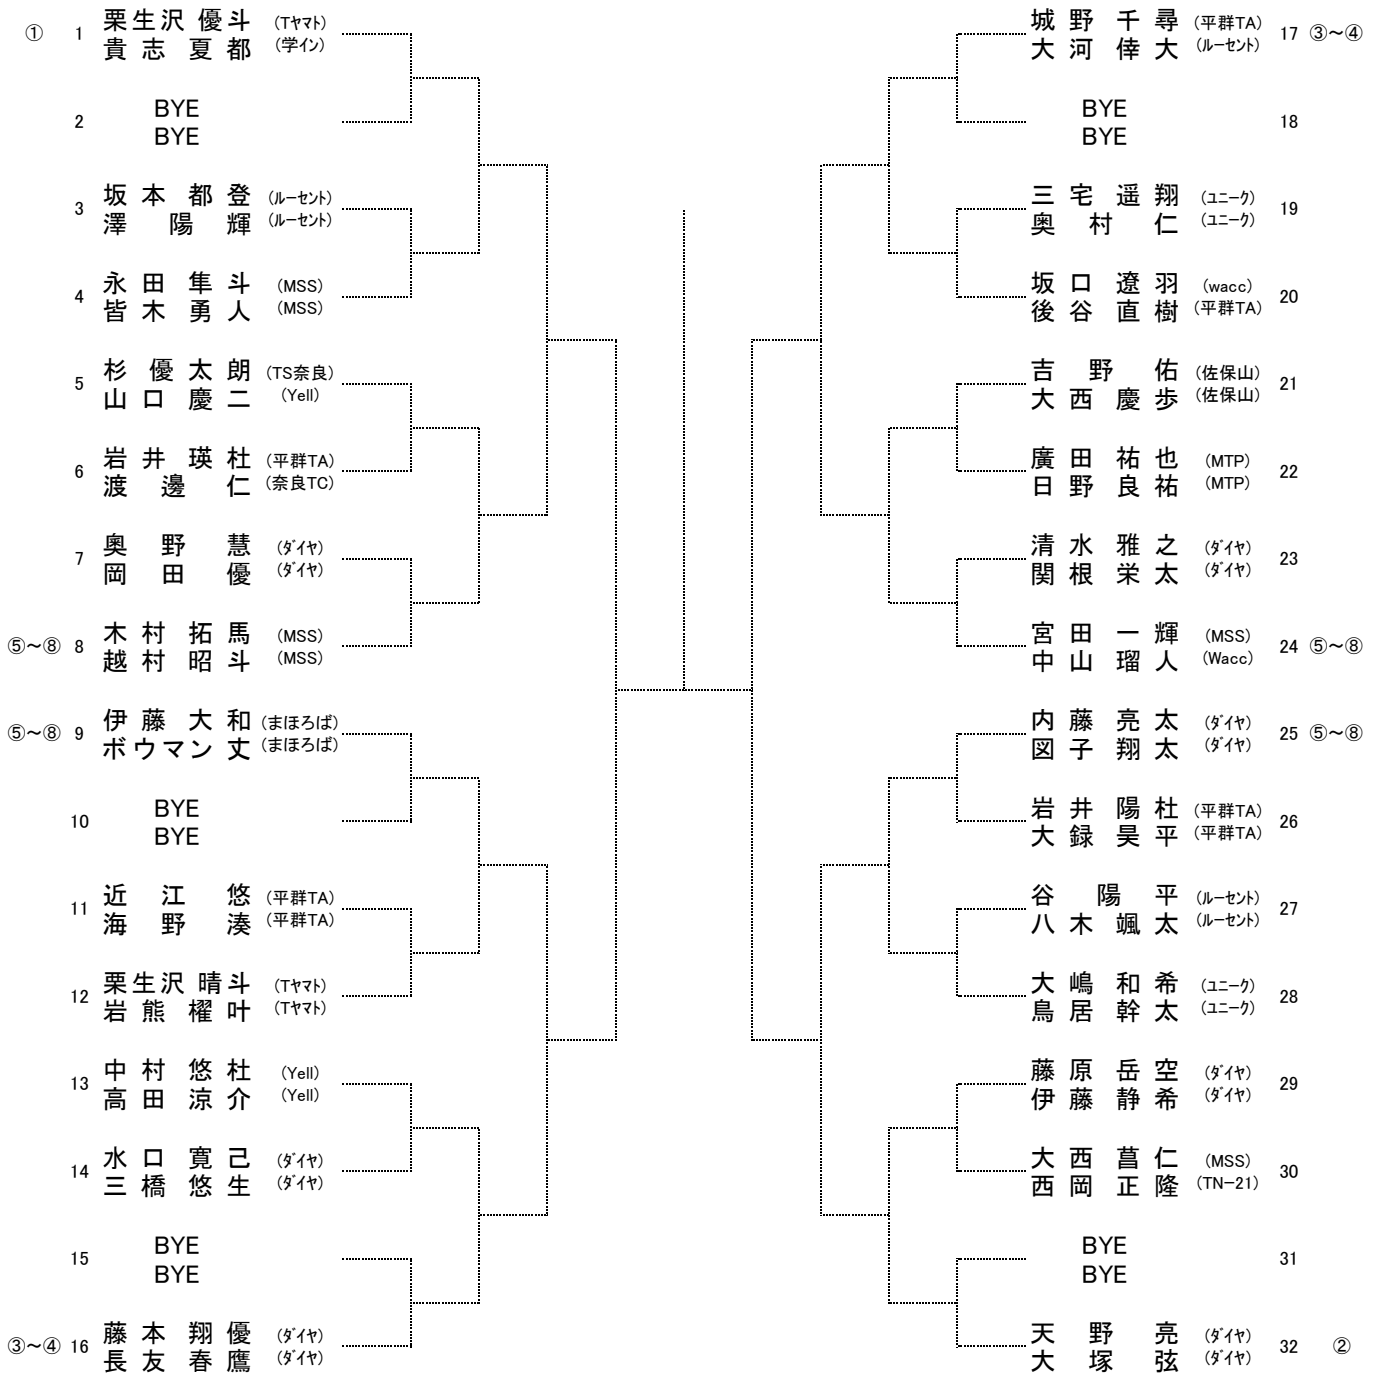 ① 1 栗生沢 優斗 (Tヤマト)
貴志夏都 (学イン)
2 BYE
BYE
3 坂本都登 (ルーセント)
澤陽輝 (ルーセント)
4 永田隼斗 (MSS)
皆木勇人 (MSS)
5 杉優太朗 (TS奈良)
山口慶二 (Yell)
6 岩井瑛杜 (平群TA)
渡邊仁 (奈良TC)
7 奥野慧 (ダイヤ)
岡田優 (ダイヤ)
⑤～⑧ 8 木村拓馬 (MSS)
越村昭斗 (MSS)
⑤～⑧ 9 伊藤大和 (まほろば)
ボウマン丈 (まほろば)
10 BYE
BYE
11 近江悠 (平群TA)
海野湊 (平群TA)
12 栗生沢 晴斗 (Tヤマト)
岩熊櫂叶 (Tヤマト)
13 中村悠杜 (Yell)
高田涼介 (Yell)
14 水口寛己 (ダイヤ)
三橋悠生 (ダイヤ)
15 BYE
BYE
③～④ 16 藤本翔優 (ダイヤ)
長友春鷹 (ダイヤ)
城野千尋 (平群TA) 17 ③～④
大河倖大 (ルーセント)
BYE 18
BYE
三宅遥翔 (ユニーク) 19
奥村仁 (ユニーク)
坂口遼羽 (wacc) 20
後谷直樹 (平群TA)
吉野佑 (佐保山) 21
大西慶歩 (佐保山)
廣田祐也 (MTP) 22
日野良祐 (MTP)
清水雅之 (ダイヤ) 23
関根栄太 (ダイヤ)
宮田一輝 (MSS) 24 ⑤～⑧
中山瑠人 (Wacc)
内藤亮太 (ダイヤ) 25 ⑤～⑧
図子翔太 (ダイヤ)
岩井陽杜 (平群TA) 26
大録昊平 (平群TA)
谷陽平 (ルーセント) 27
八木颯太 (ルーセント)
大嶋和希 (ユニーク) 28
鳥居幹太 (ユニーク)
藤原岳空 (ダイヤ) 29
伊藤静希 (ダイヤ)
大西菖仁 (MSS) 30
西岡正隆 (TN−21)
BYE 31
BYE
天野亮 (ダイヤ) 32 ②
大塚弦 (ダイヤ)